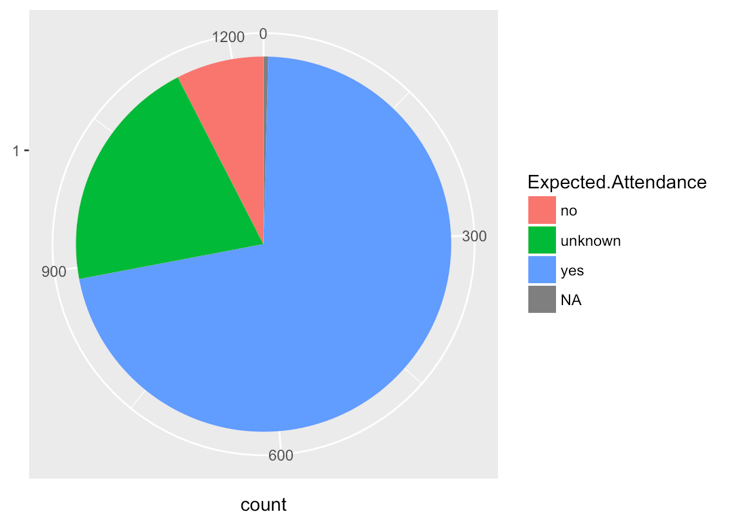 1200
0
1
300
900
600
count
Expected.Attendance
no
unknown
yes
NA